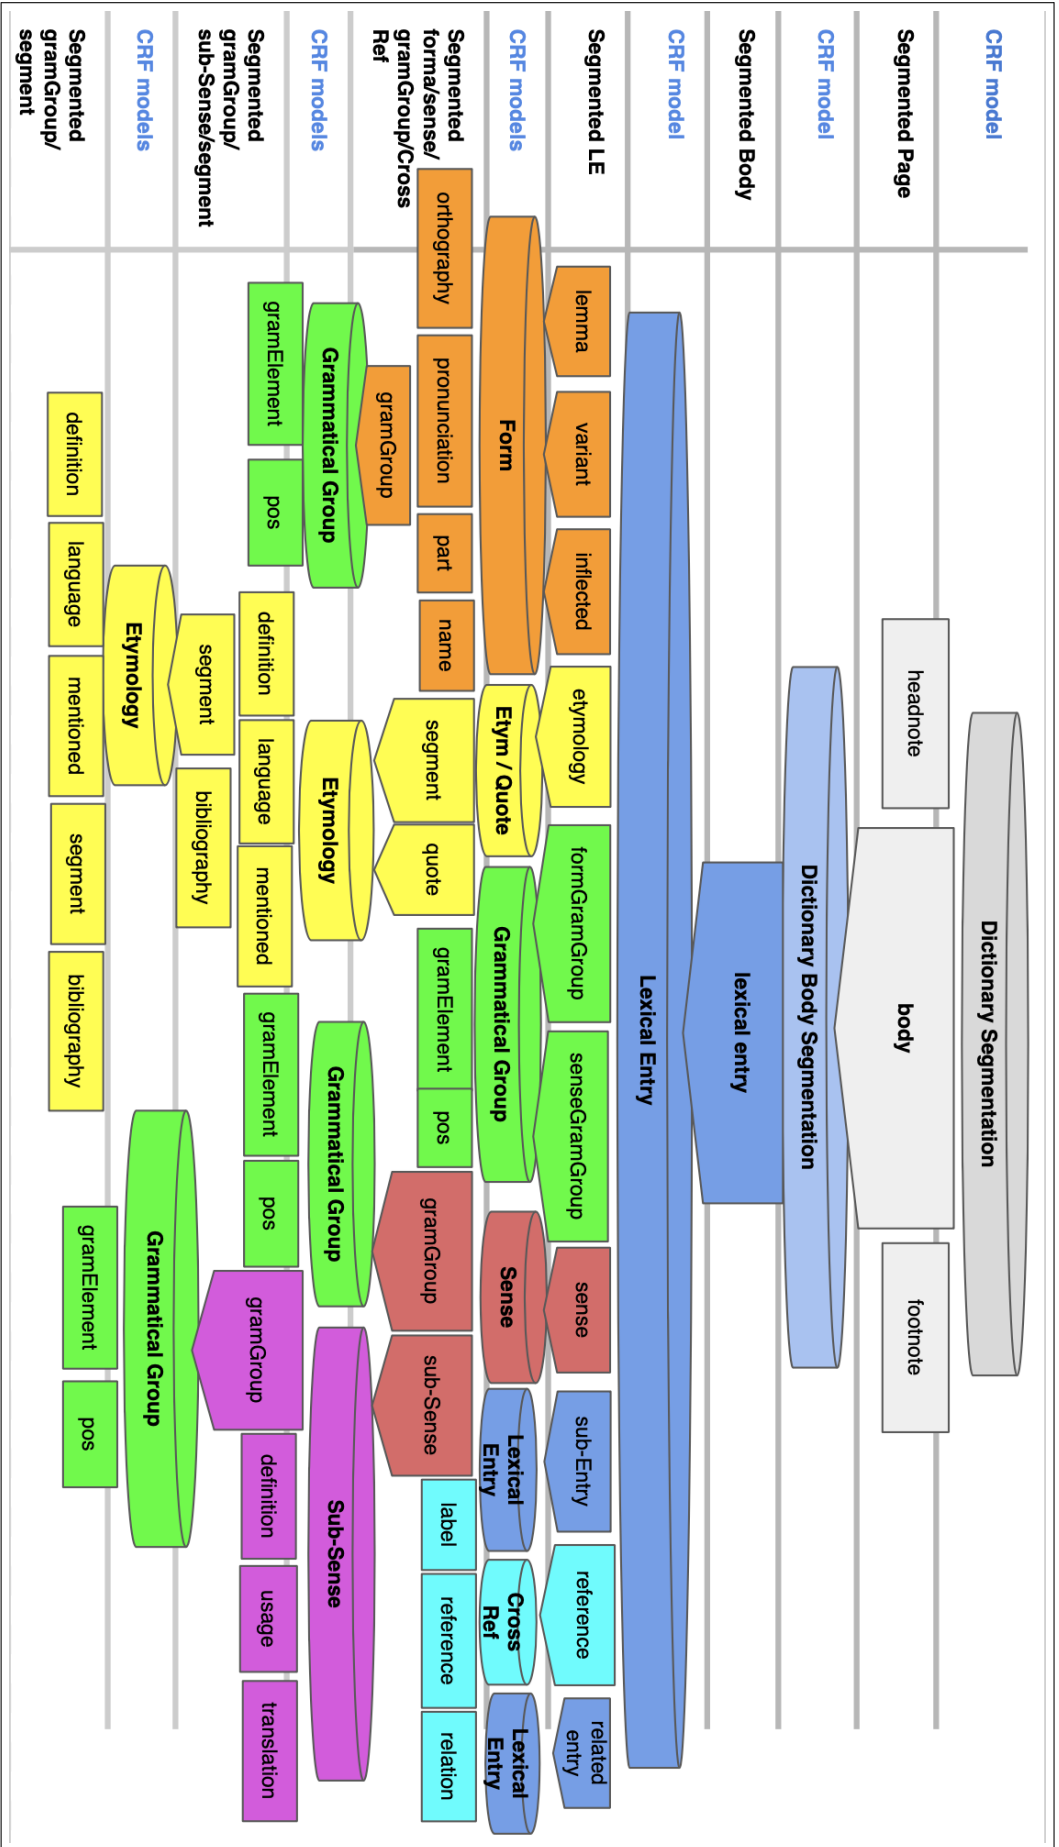 CRF model
Dictionary Segmentation
Segmented Page
headnote
body
footnote
CRF model
Dictionary Body Segmentation
Segmented Body
lexical entry
CRF model
Lexical Entry
Segmented LE
lemma
variant
inflected
etymology
formGramGroup
senseGramGroup
sense
sub-Entry
reference
related
entry
CRF models
Form
Etym / Quote
Grammatical Group
Sense
Lexical
Entry
Cross
Ref
Lexical
Entry
Segmented
forma/sense/
gramGroup/Cross
Ref
orthography
pronunciation
part
name
segment
quote
gramElement
pos
gramGroup
sub-Sense
label
reference
relation
gramGroup
CRF models
Grammatical Group
Etymology
Grammatical Group
Sub-Sense
Segmented
gramGroup/
sub-Sense/segment
gramElement
pos
definition
language
mentioned
gramElement
pos
gramGroup
definition
usage
translation
segment
bibliography
CRF models
Etymology
Grammatical Group
Segmented
gramGroup/
segment
definition
language
mentioned
segment
bibliography
gramElement
pos